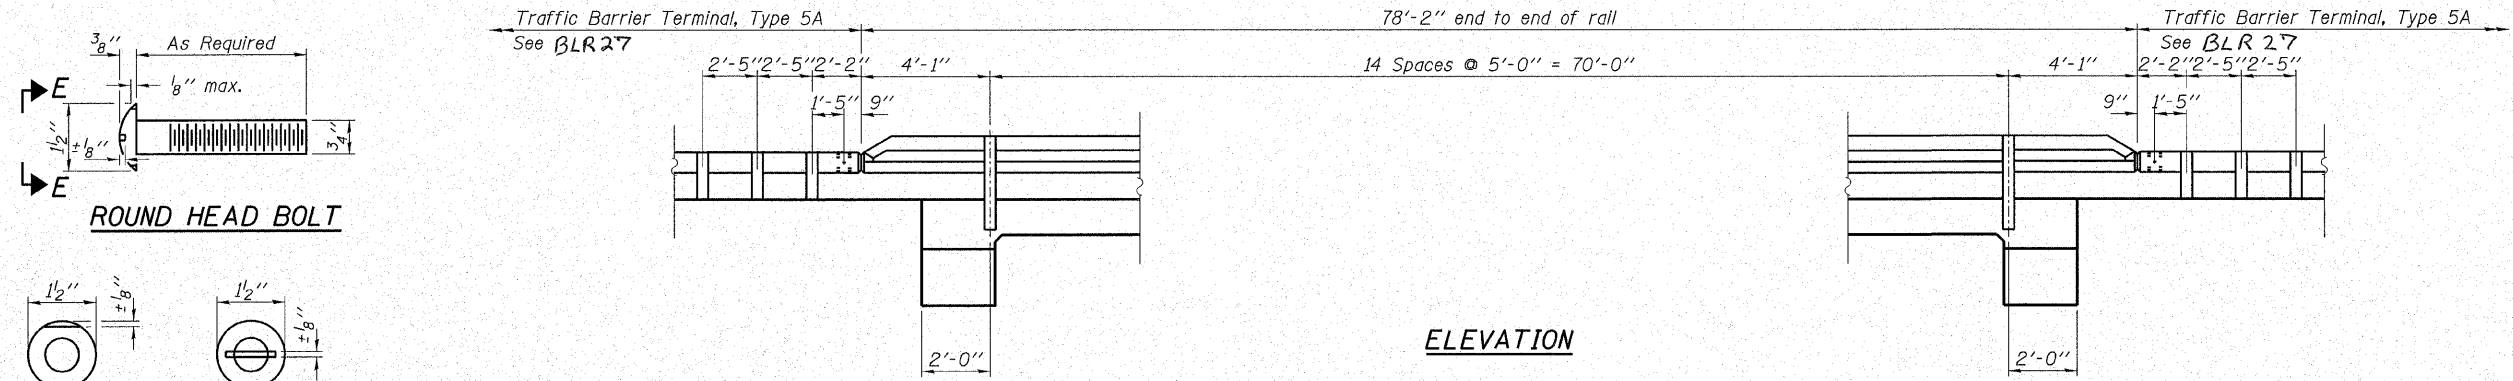 Traffic Barrier Terminal, Type 5A
See BLR27
78'-2" end to end of rail
Traffic Barrier Terminal, Type 5A
See BLR 27
3/8"
As Required
1/8" max.
E
1 1/2"
±1/8"
3/4"
E
ROUND HEAD BOLT
2'-5" 2'-5" 2'-2"
4'-1"
14 Spaces @ 5'-0" = 70'-0"
4'-1"
2'-2" 2'-5" 2'-5"
1'-5"
9"
9"
1'-5"
1 1/2"
±1/8"
1 1/2"
±1/8"
2'-0"
ELEVATION
2'-0"